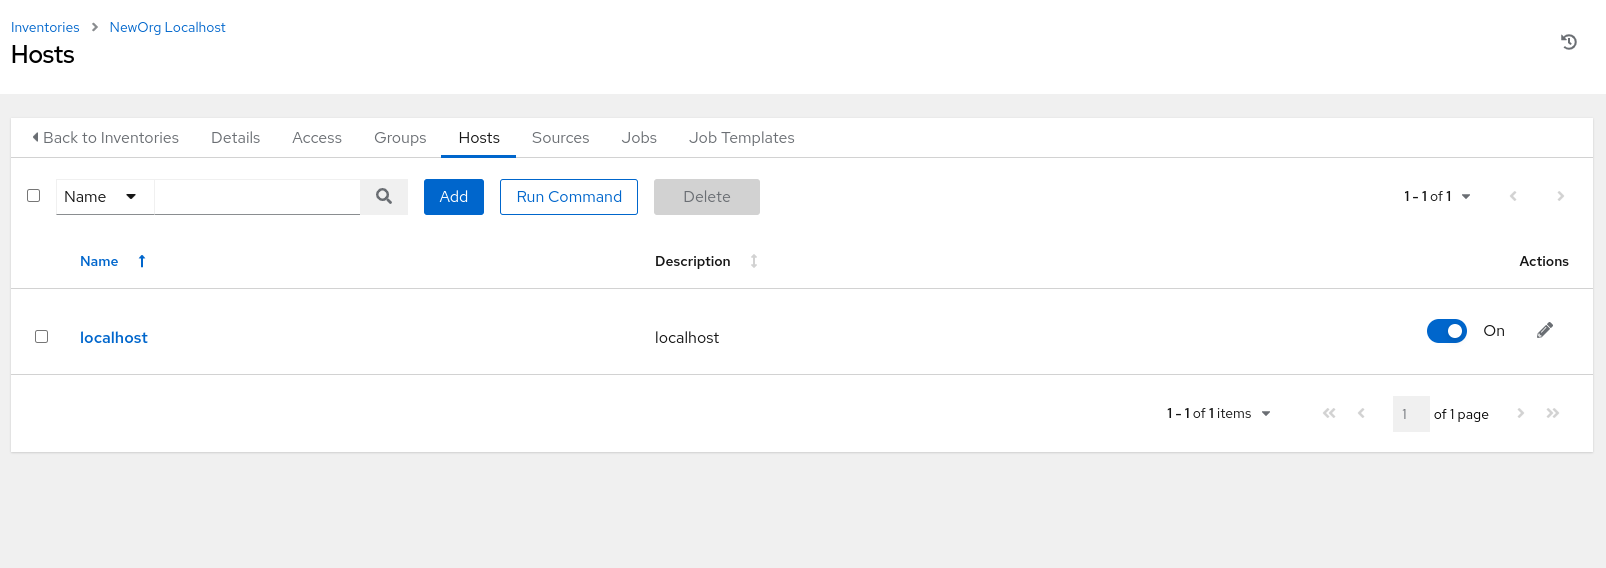 Inventories NewOrg Localhost
Hosts
Back to Inventories Details Access Groups Hosts Sources Jobs Job Templates
Name Add Run Command Delete 1 - 1 of 1
Name Description Actions
localhost localhost On
1 - 1 of 1 items 1 of 1 page